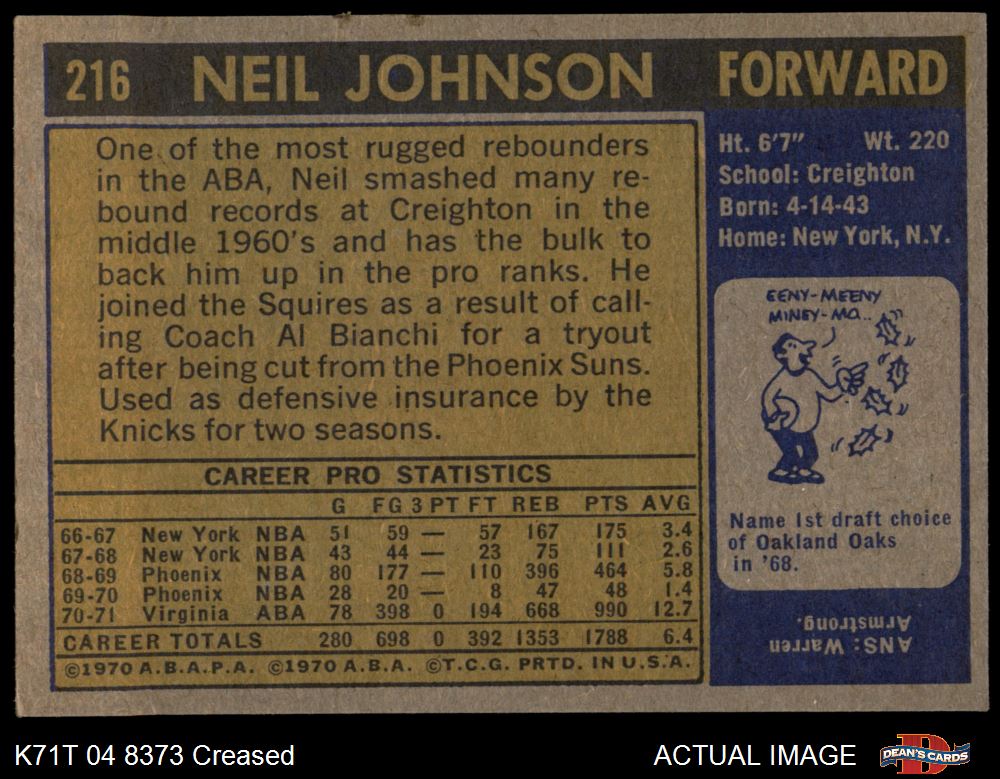 216 NEIL JOHNSON FORWARD
One of the most rugged rebounders
in the ABA, Neil smashed many re-
bound records at Creighton in the
middle 1960's and has the bulk to
back him up in the pro ranks. He
joined the Squires as a result of call-
ing Coach Al Bianchi for a tryout
after being cut from the Phoenix Suns.
Used as defensive insurance by the
Knicks for two seasons.
CAREER PRO STATISTICS
G FG 3 PT FT REB PTS AVG
66-67 New York NBA 51 59 — 57 167 175 3.4
67-68 New York NBA 43 44 — 23 75 111 2.6
68-69 Phoenix NBA 80 177 — 110 396 464 5.8
69-70 Phoenix NBA 28 20 — 8 47 48 1.4
70-71 Virginia ABA 78 398 0 194 668 990 12.7
CAREER TOTALS 280 698 0 392 1353 1788 6.4
©1970 A.B.A.P.A. ©1970 A.B.A. ©T.C.G. PRTD. IN U.S.A.
Ht. 6'7" Wt. 220
School: Creighton
Born: 4-14-43
Home: New York, N.Y.
EENY-MEENY
MINEY-MO..
Name 1st draft choice
of Oakland Oaks
in '68.
ANS: Warren
Armstrong.
K71T 04 8373 Creased
ACTUAL IMAGE
D
DEAN'S CARDS